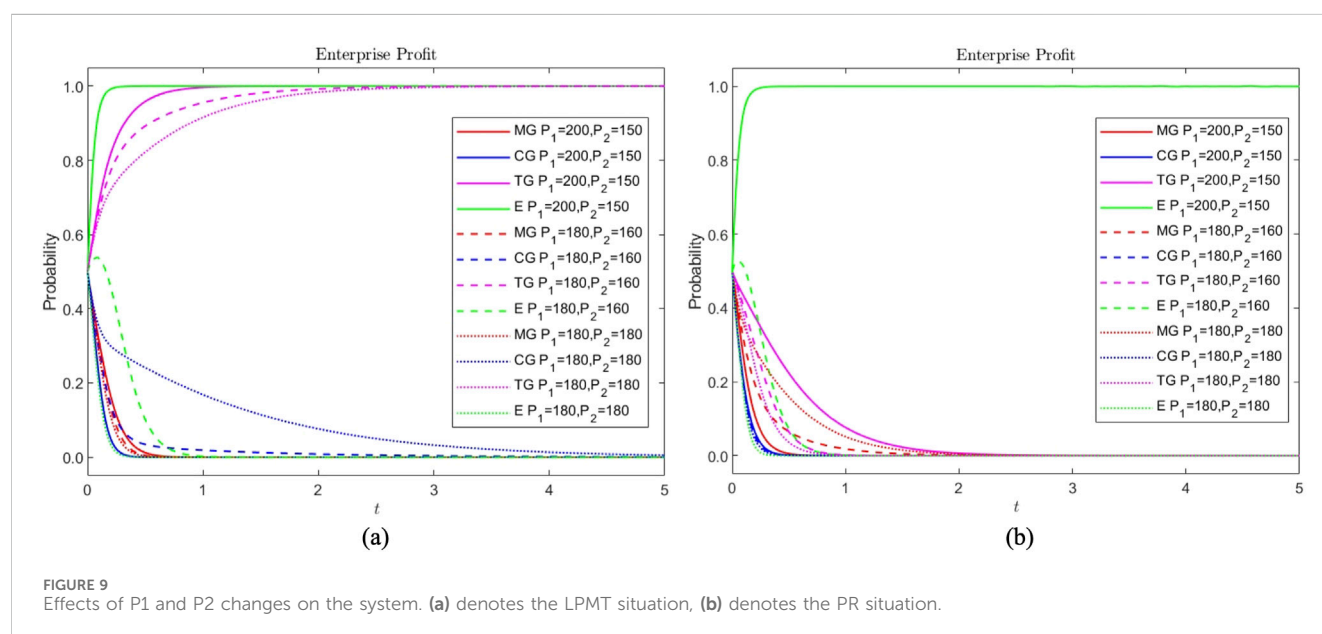 Enterprise Profit
1.0
0.8
0.6
0.4
0.2
0.0
Probability
0
1
2
3
4
5
t
MG P1=200,P2=150
CG P1=200,P2=150
TG P1=200,P2=150
E P1=200,P2=150
MG P1=180,P2=160
CG P1=180,P2=160
TG P1=180,P2=160
E P1=180,P2=160
MG P1=180,P2=180
CG P1=180,P2=180
TG P1=180,P2=180
E P1=180,P2=180
(a)
Enterprise Profit
1.0
0.8
0.6
0.4
0.2
0.0
Probability
0
1
2
3
4
5
t
MG P1=200,P2=150
CG P1=200,P2=150
TG P1=200,P2=150
E P1=200,P2=150
MG P1=180,P2=160
CG P1=180,P2=160
TG P1=180,P2=160
E P1=180,P2=160
MG P1=180,P2=180
CG P1=180,P2=180
TG P1=180,P2=180
E P1=180,P2=180
(b)
FIGURE 9
Effects of P1 and P2 changes on the system. (a) denotes the LPMT situation, (b) denotes the PR situation.